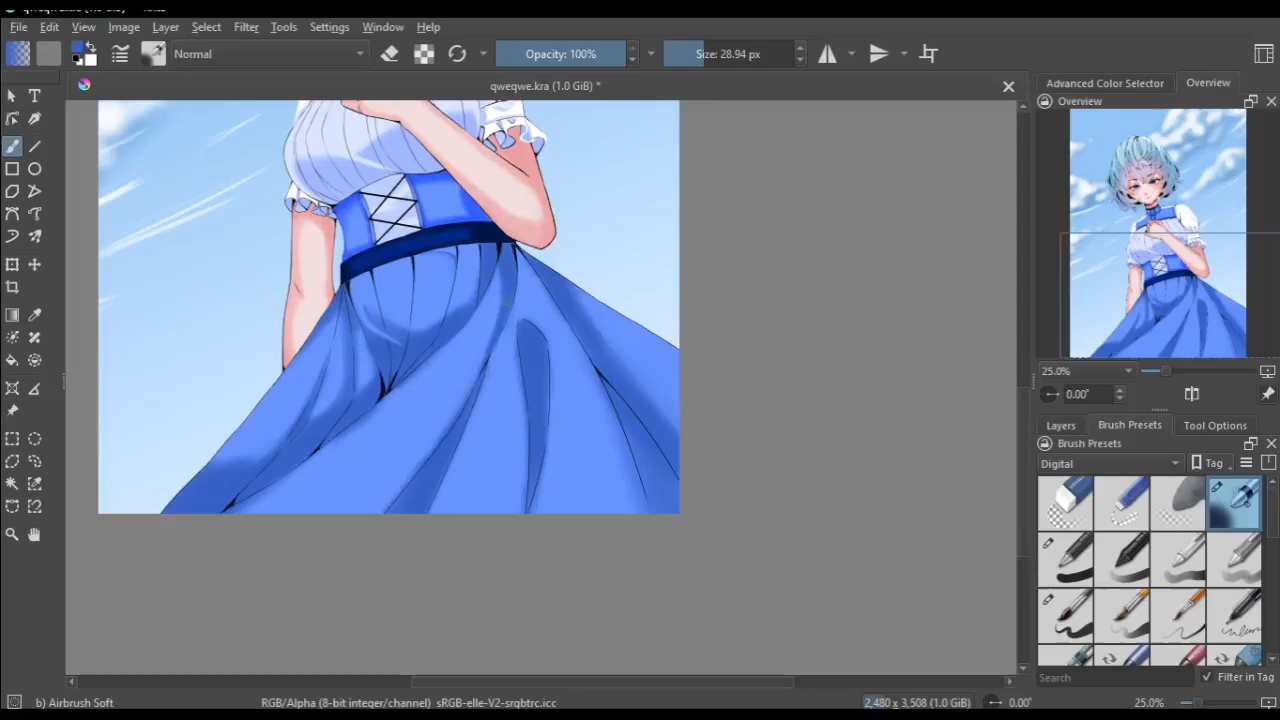 File Edit View Image Layer Select Filter Tools Settings Window Help
Normal Opacity: 100% Size: 28.94 px
qweqwe.kra (1.0 GiB) *
Advanced Color Selector Overview
Overview
25.0%
0.00°
Layers Brush Presets Tool Options
Brush Presets
Digital Tag
Search Filter in Tag
b) Airbrush Soft RGB/Alpha (8-bit integer/channel) sRGB-elle-V2-srgbtrc.icc 2,480 x 3,508 (1.0 GiB) 0.00° 25.0%